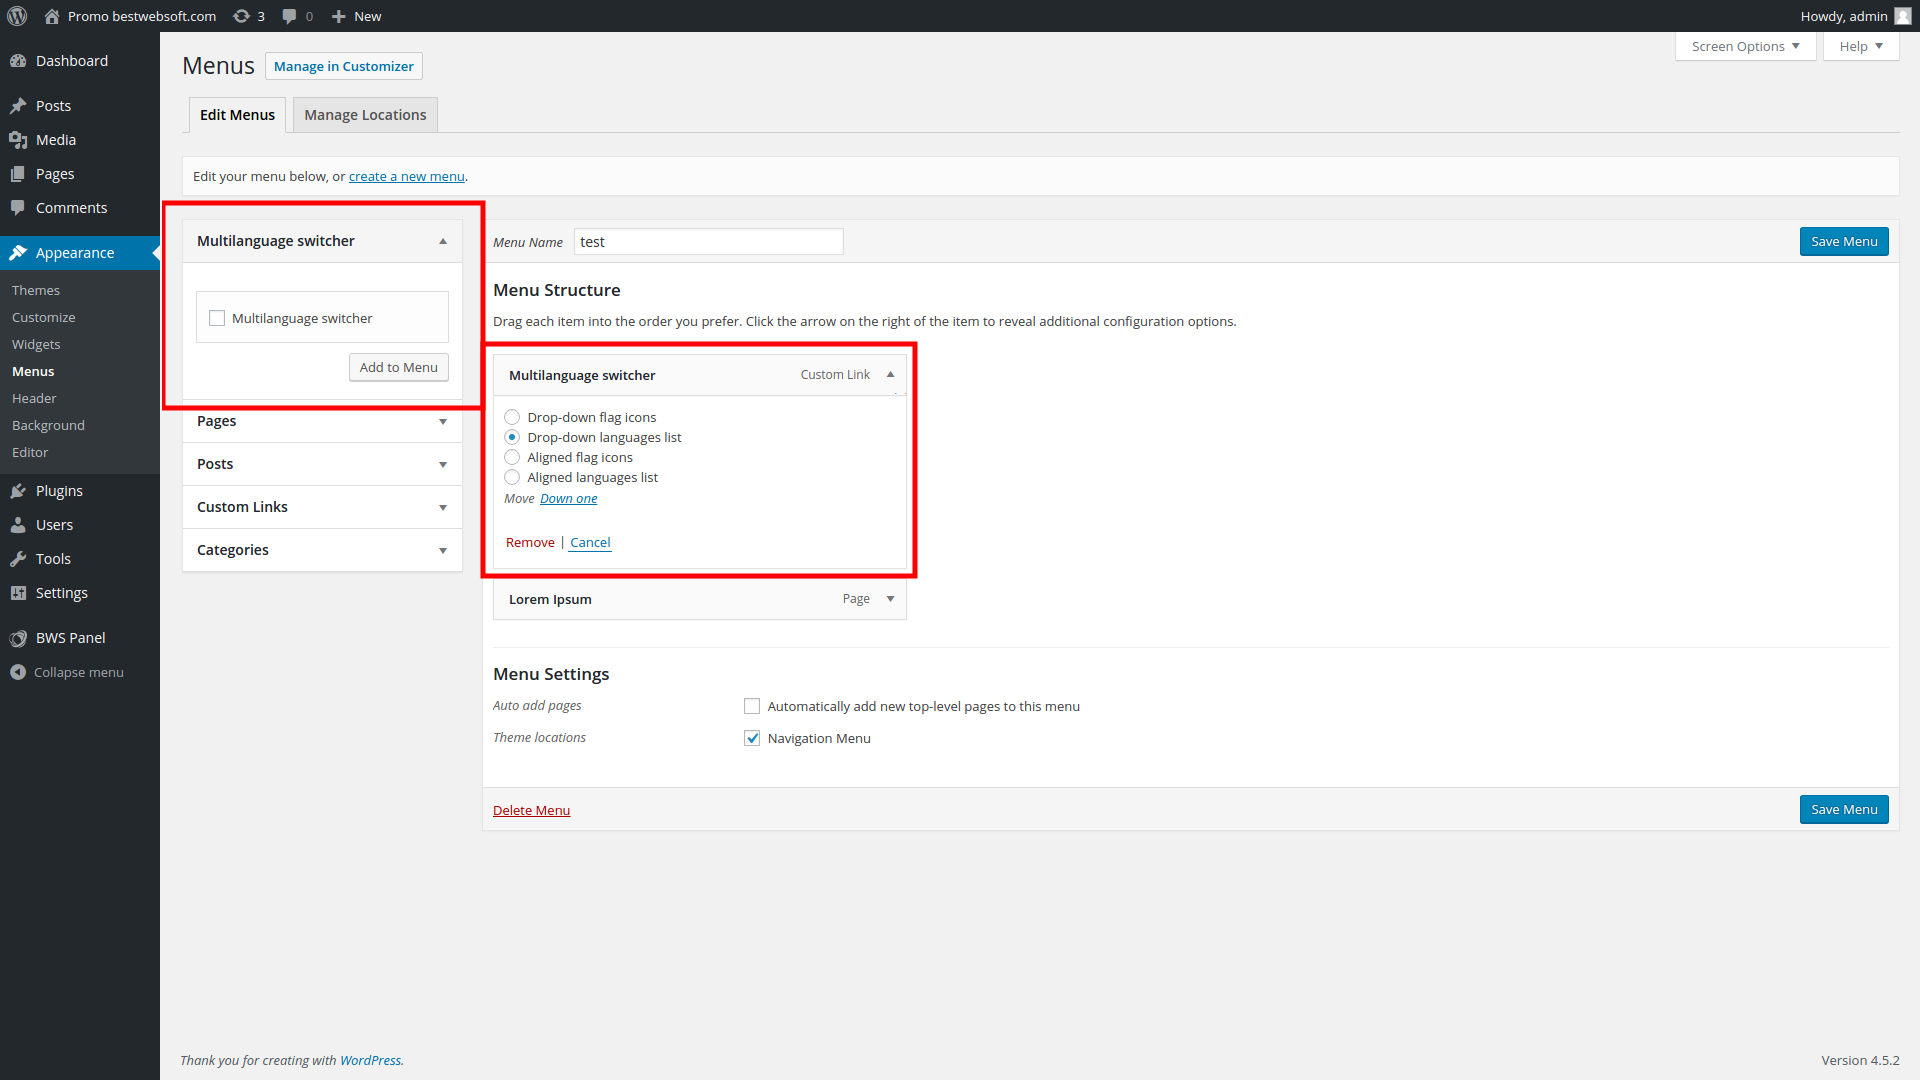 Promo bestwebsoft.com 3 0 New Howdy, admin
Screen Options Help
Dashboard
Posts
Media
Pages
Comments
Appearance
Themes
Customize
Widgets
Menus
Header
Background
Editor
Plugins
Users
Tools
Settings
BWS Panel
Collapse menu
Menus Manage in Customizer
Edit Menus Manage Locations
Edit your menu below, or create a new menu.
Multilanguage switcher
Multilanguage switcher
Add to Menu
Pages
Posts
Custom Links
Categories
Menu Name test Save Menu
Menu Structure
Drag each item into the order you prefer. Click the arrow on the right of the item to reveal additional configuration options.
Multilanguage switcher Custom Link
Drop-down flag icons
Drop-down languages list
Aligned flag icons
Aligned languages list
Move Down one
Remove | Cancel
Lorem Ipsum Page
Menu Settings
Auto add pages Automatically add new top-level pages to this menu
Theme locations Navigation Menu
Delete Menu Save Menu
Thank you for creating with WordPress. Version 4.5.2